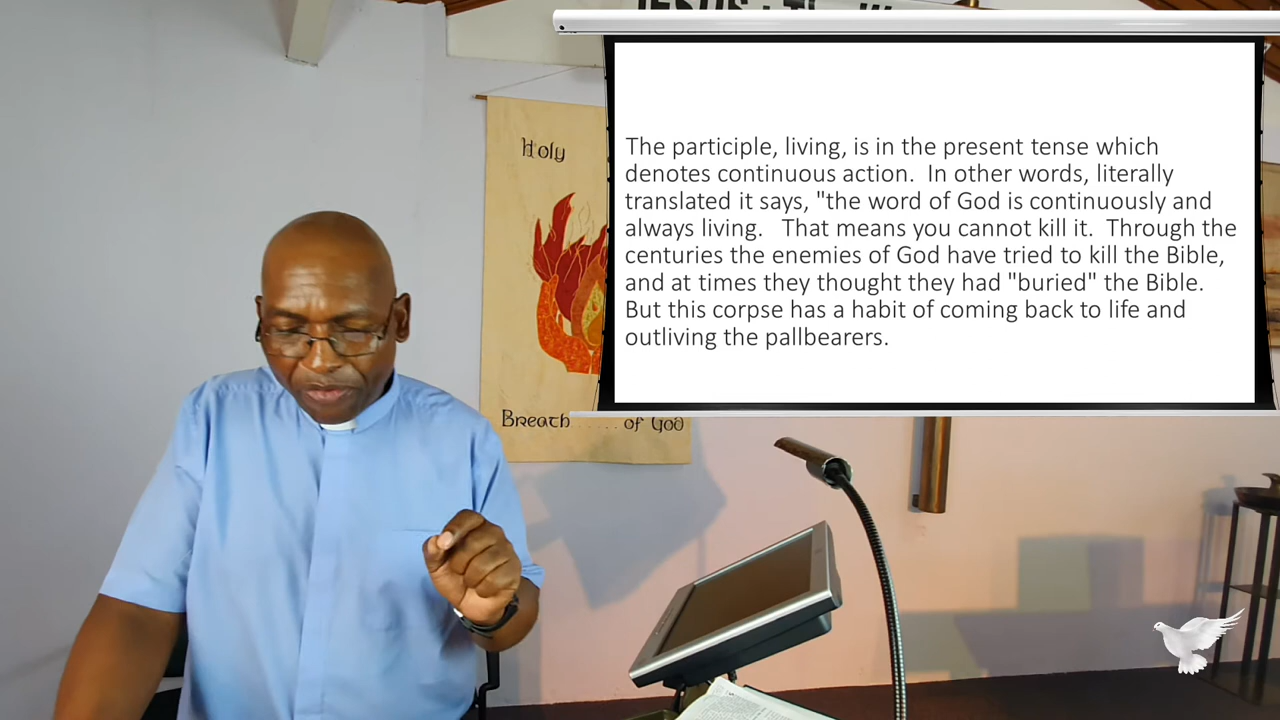 Holy
Breath ..... of God
The participle, living, is in the present tense which
denotes continuous action.  In other words, literally
translated it says, "the word of God is continuously and
always living.   That means you cannot kill it.  Through the
centuries the enemies of God have tried to kill the Bible,
and at times they thought they had "buried" the Bible.
But this corpse has a habit of coming back to life and
outliving the pallbearers.